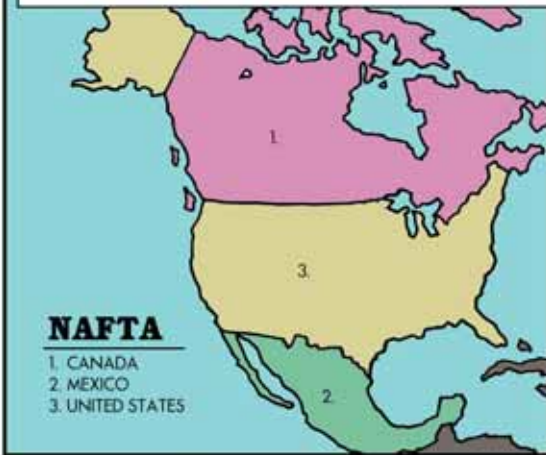 1.
3.
2.
NAFTA
1. CANADA
2. MEXICO
3. UNITED STATES